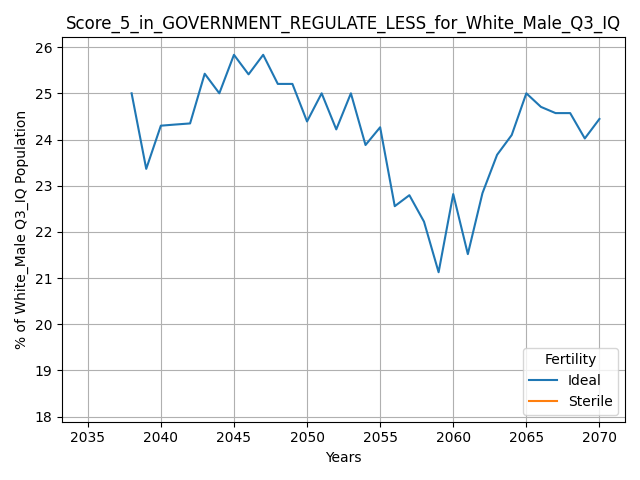 Score_5_in_GOVERNMENT_REGULATE_LESS_for_White_Male_Q3_IQ
% of White_Male Q3_IQ Population
26
25
24
23
22
21
20
19
18
Fertility
Ideal
Sterile
2035 2040 2045 2050 2055 2060 2065 2070
Years